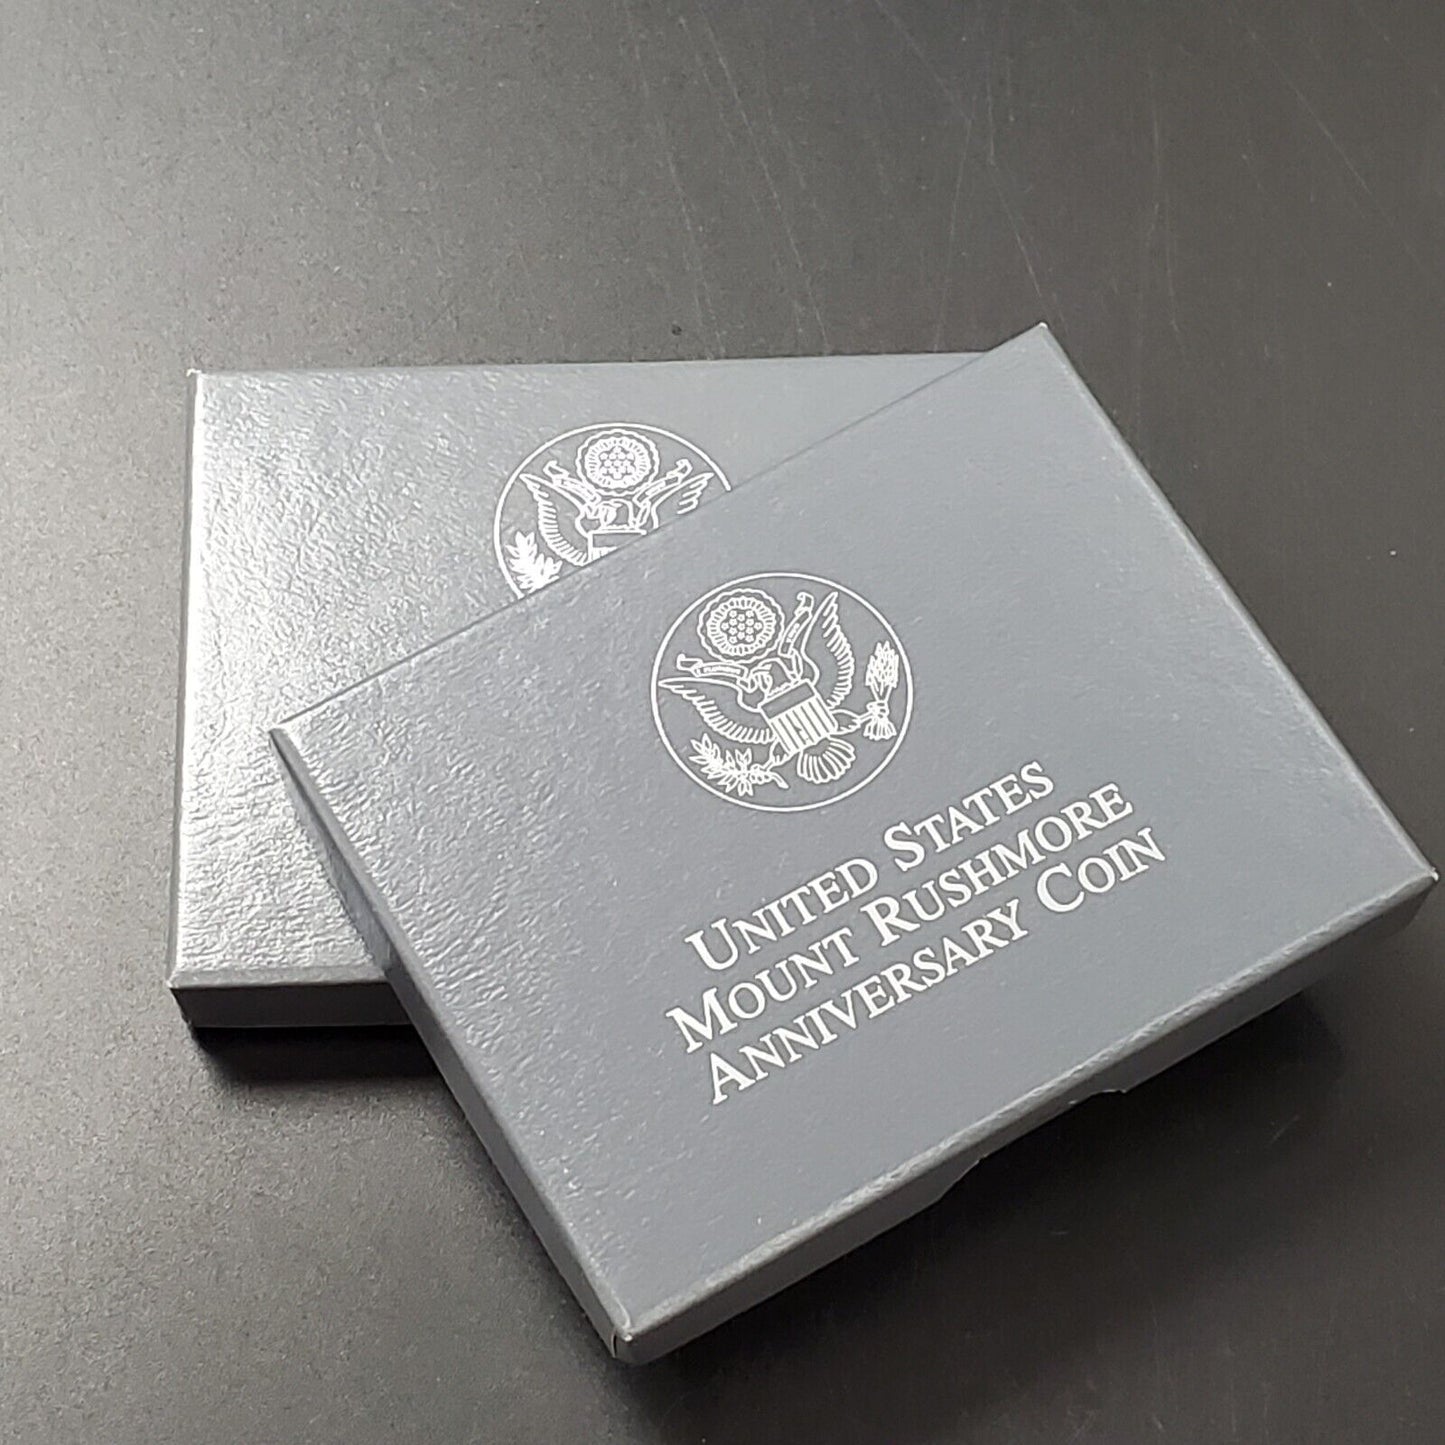 United States
Mount Rushmore
Anniversary Coin